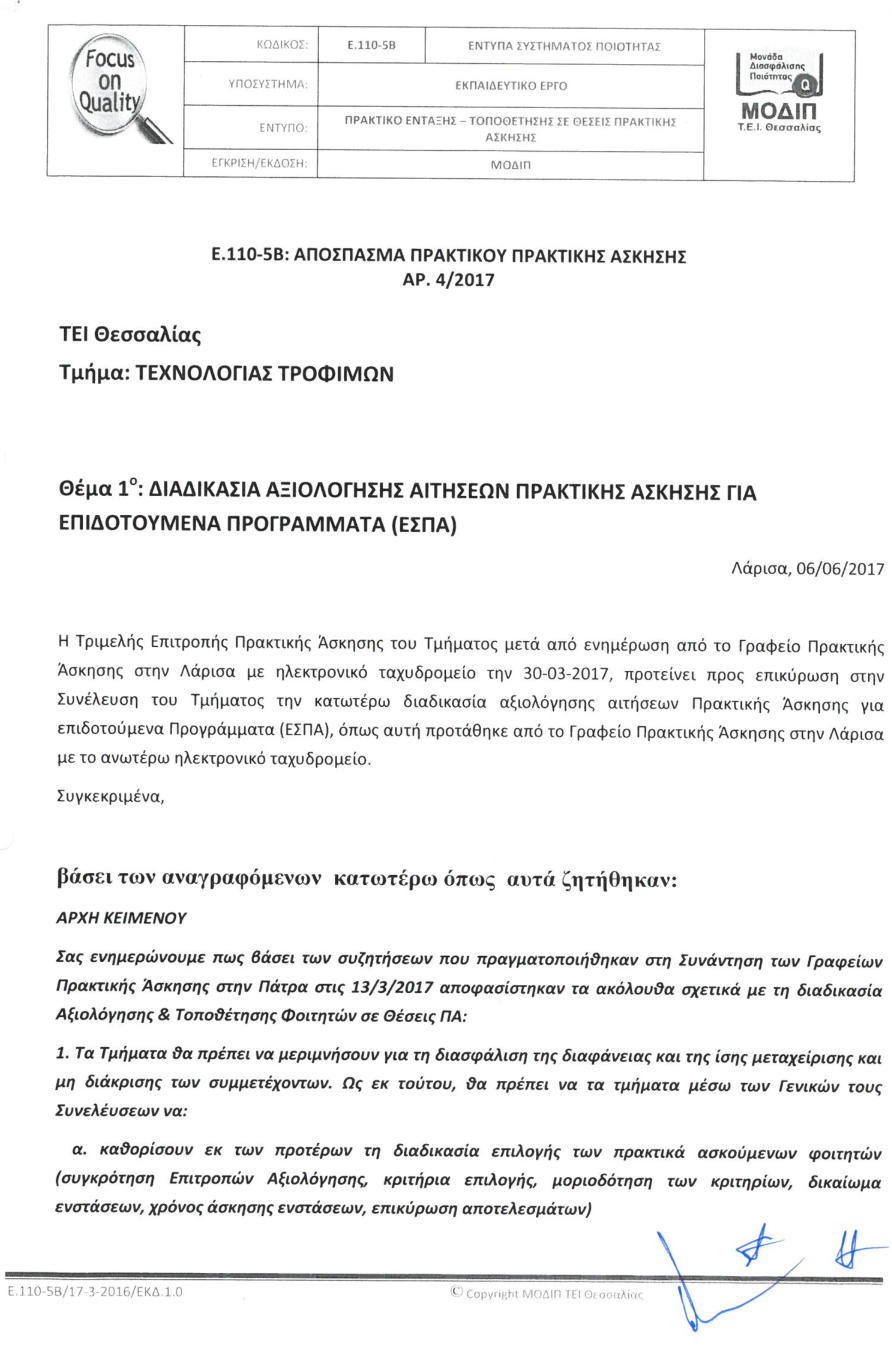 Focus
on
Quality
ΚΩΔΙΚΟΣ: Ε.110-5Β ΕΝΤΥΠΑ ΣΥΣΤΗΜΑΤΟΣ ΠΟΙΟΤΗΤΑΣ
ΥΠΟΣΥΣΤΗΜΑ: ΕΚΠΑΙΔΕΥΤΙΚΟ ΕΡΓΟ
ΕΝΤΥΠΟ: ΠΡΑΚΤΙΚΟ ΕΝΤΑΞΗΣ – ΤΟΠΟΘΕΤΗΣΗΣ ΣΕ ΘΕΣΕΙΣ ΠΡΑΚΤΙΚΗΣ
ΑΣΚΗΣΗΣ
ΕΓΚΡΙΣΗ/ΕΚΔΟΣΗ: ΜΟΔΙΠ
Μονάδα
Διασφάλισης
Ποιότητας Q
ΜΟΔΙΠ
Τ.Ε.Ι. Θεσσαλίας
Ε.110-5Β: ΑΠΟΣΠΑΣΜΑ ΠΡΑΚΤΙΚΟΥ ΠΡΑΚΤΙΚΗΣ ΑΣΚΗΣΗΣ
ΑΡ. 4/2017
ΤΕΙ Θεσσαλίας
Τμήμα: ΤΕΧΝΟΛΟΓΙΑΣ ΤΡΟΦΙΜΩΝ
Θέμα 1ο: ΔΙΑΔΙΚΑΣΙΑ ΑΞΙΟΛΟΓΗΣΗΣ ΑΙΤΗΣΕΩΝ ΠΡΑΚΤΙΚΗΣ ΑΣΚΗΣΗΣ ΓΙΑ
ΕΠΙΔΟΤΟΥΜΕΝΑ ΠΡΟΓΡΑΜΜΑΤΑ (ΕΣΠΑ)
Λάρισα, 06/06/2017
Η Τριμελής Επιτροπής Πρακτικής Άσκησης του Τμήματος μετά από ενημέρωση από το Γραφείο Πρακτικής
Άσκησης στην Λάρισα με ηλεκτρονικό ταχυδρομείο την 30-03-2017, προτείνει προς επικύρωση στην
Συνέλευση του Τμήματος την κατωτέρω διαδικασία αξιολόγησης αιτήσεων Πρακτικής Άσκησης για
επιδοτούμενα Προγράμματα (ΕΣΠΑ), όπως αυτή προτάθηκε από το Γραφείο Πρακτικής Άσκησης στην Λάρισα
με το ανωτέρω ηλεκτρονικό ταχυδρομείο.
Συγκεκριμένα,
βάσει των αναγραφόμενων κατωτέρω όπως αυτά ζητήθηκαν:
ΑΡΧΗ ΚΕΙΜΕΝΟΥ
Σας ενημερώνουμε πως βάσει των συζητήσεων που πραγματοποιήθηκαν στη Συνάντηση των Γραφείων
Πρακτικής Άσκησης στην Πάτρα στις 13/3/2017 αποφασίστηκαν τα ακόλουθα σχετικά με τη διαδικασία
Αξιολόγησης & Τοποθέτησης Φοιτητών σε Θέσεις ΠΑ:
1. Τα Τμήματα θα πρέπει να μεριμνήσουν για τη διασφάλιση της διαφάνειας και της ίσης μεταχείρισης και
μη διάκρισης των συμμετέχοντων. Ως εκ τούτου, θα πρέπει να τα τμήματα μέσω των Γενικών τους
Συνελεύσεων να:
α. καθορίσουν εκ των προτέρων τη διαδικασία επιλογής των πρακτικά ασκούμενων φοιτητών
(συγκρότηση Επιτροπών Αξιολόγησης, κριτήρια επιλογής, μοριοδότηση των κριτηρίων, δικαίωμα
ενστάσεων, χρόνος άσκησης ενστάσεων, επικύρωση αποτελεσμάτων)
Ε.110-5Β/17-3-2016/ΕΚΔ.1.0 © Copyright ΜΟΔΙΠ ΤΕΙ Θεσσαλίας